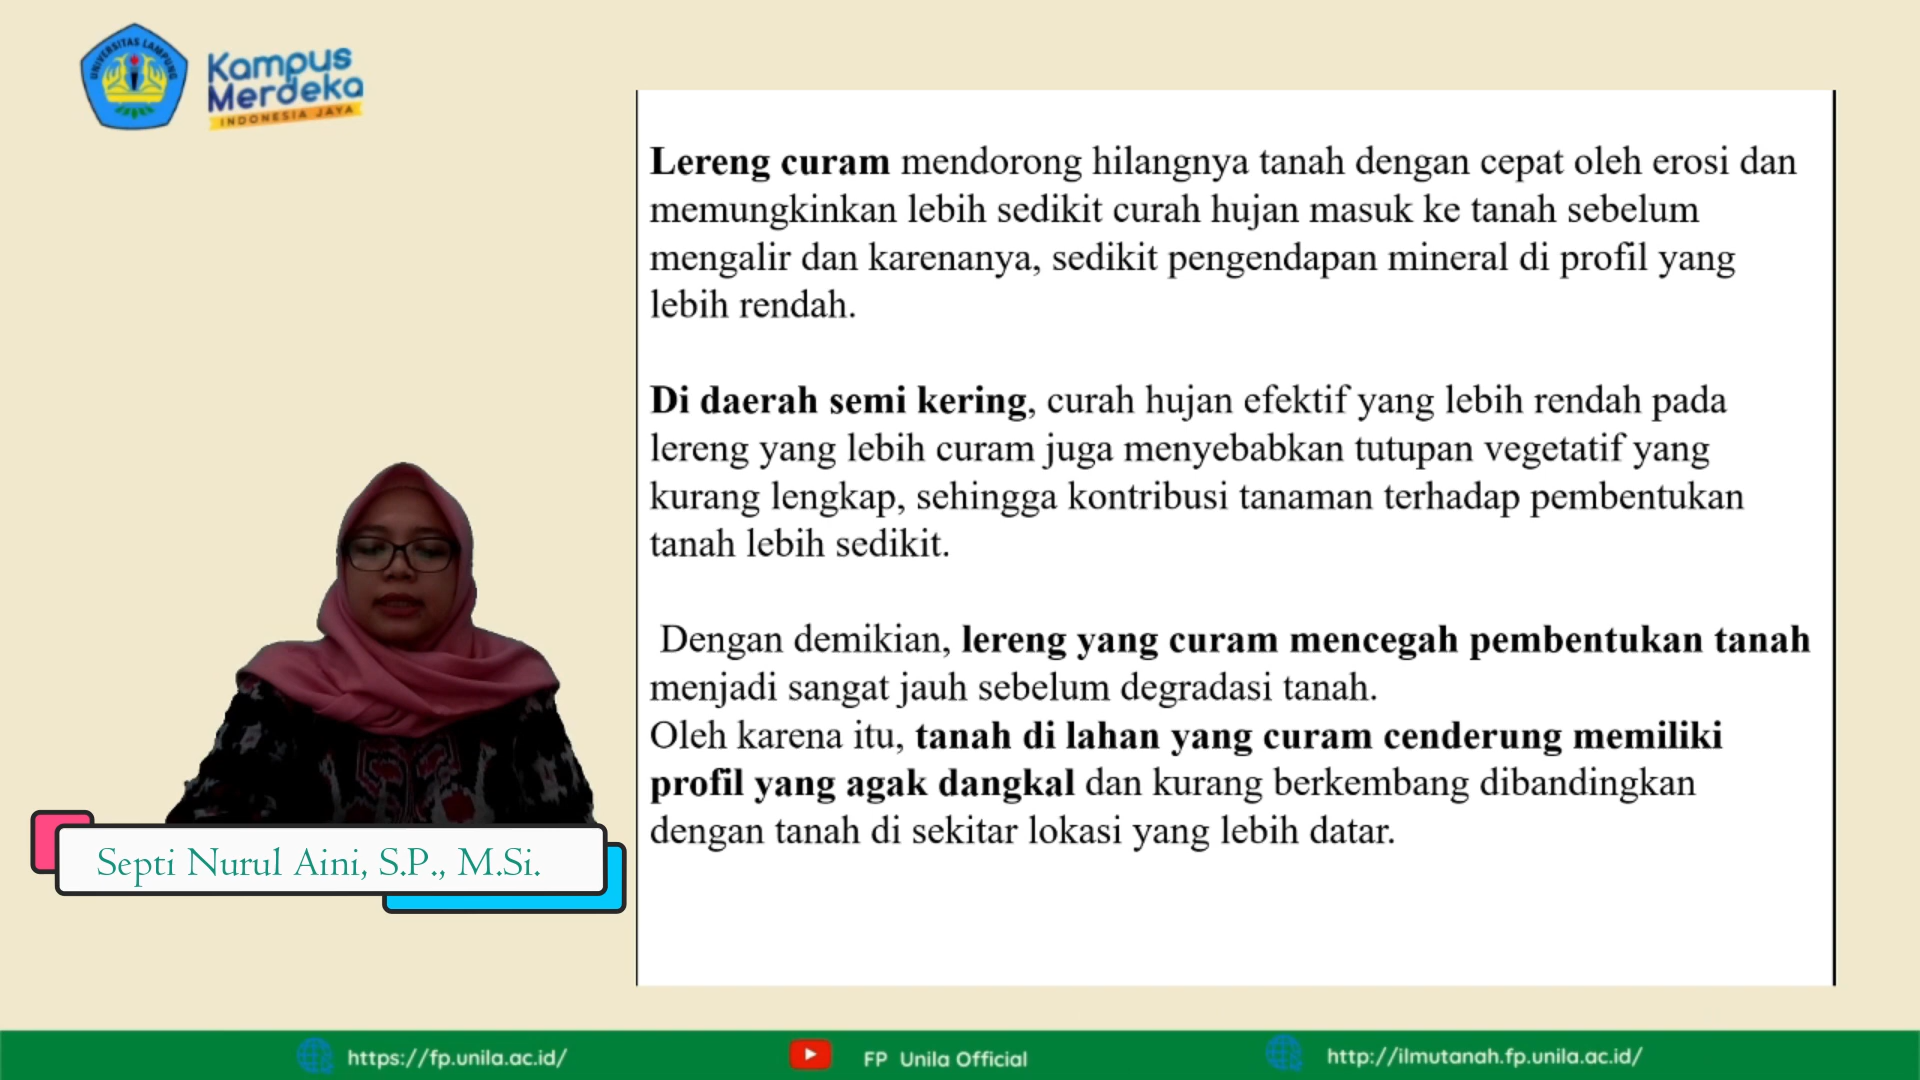 UNIVERSITAS LAMPUNG
Kampus
Merdeka
INDONESIA JAYA
Lereng curam mendorong hilangnya tanah dengan cepat oleh erosi dan
memungkinkan lebih sedikit curah hujan masuk ke tanah sebelum
mengalir dan karenanya, sedikit pengendapan mineral di profil yang
lebih rendah.
Di daerah semi kering, curah hujan efektif yang lebih rendah pada
lereng yang lebih curam juga menyebabkan tutupan vegetatif yang
kurang lengkap, sehingga kontribusi tanaman terhadap pembentukan
tanah lebih sedikit.
Dengan demikian, lereng yang curam mencegah pembentukan tanah
menjadi sangat jauh sebelum degradasi tanah.
Oleh karena itu, tanah di lahan yang curam cenderung memiliki
profil yang agak dangkal dan kurang berkembang dibandingkan
dengan tanah di sekitar lokasi yang lebih datar.
Septi Nurul Aini, S.P., M.Si.
https://fp.unila.ac.id/
FP Unila Official
http://ilmutanah.fp.unila.ac.id/